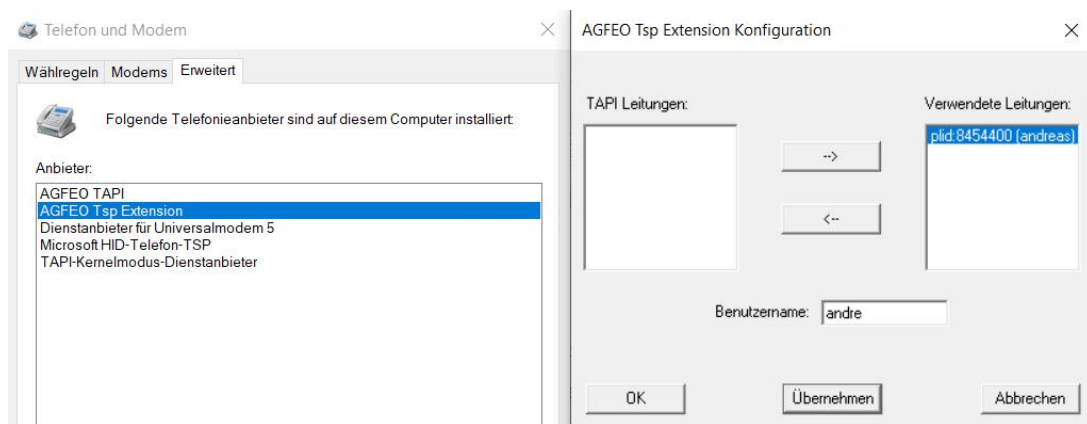 Telefon und Modem
Wählregeln Modems Erweitert
Folgende Telefonieanbieter sind auf diesem Computer installiert:
Anbieter:
AGFEO TAPI
AGFEO Tsp Extension
Dienstanbieter für Universalmodem 5
Microsoft HID-Telefon-TSP
TAPI-Kernelmodus-Dienstanbieter
AGFEO Tsp Extension Konfiguration
TAPI Leitungen:
Verwendete Leitungen:
plid:8454400 (andreas)
-->
<--
Benutzername: andre
OK Übernehmen Abbrechen